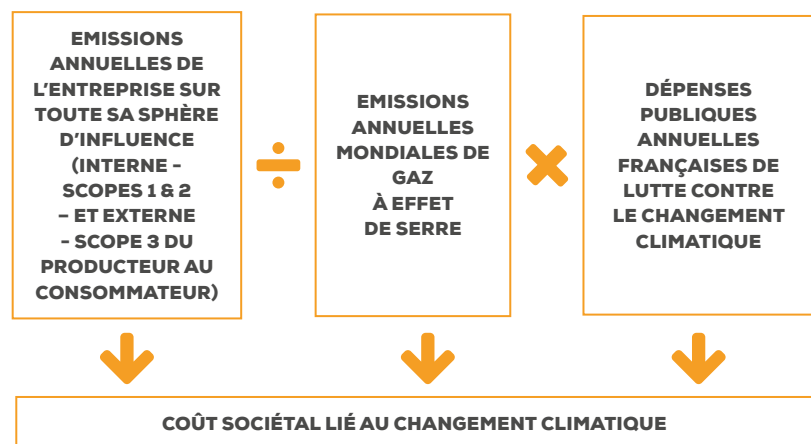 EMISSIONS
ANNUELLES DE
L'ENTREPRISE SUR
TOUTE SA SPHÈRE
D'INFLUENCE
(INTERNE -
SCOPES 1 & 2
– ET EXTERNE
- SCOPE 3 DU
PRODUCTEUR AU
CONSOMMATEUR)
÷
EMISSIONS
ANNUELLES
MONDIALES DE
GAZ
À EFFET
DE SERRE
×
DÉPENSES
PUBLIQUES
ANNUELLES
FRANÇAISES DE
LUTTE CONTRE
LE CHANGEMENT
CLIMATIQUE
COÛT SOCIÉTAL LIÉ AU CHANGEMENT CLIMATIQUE